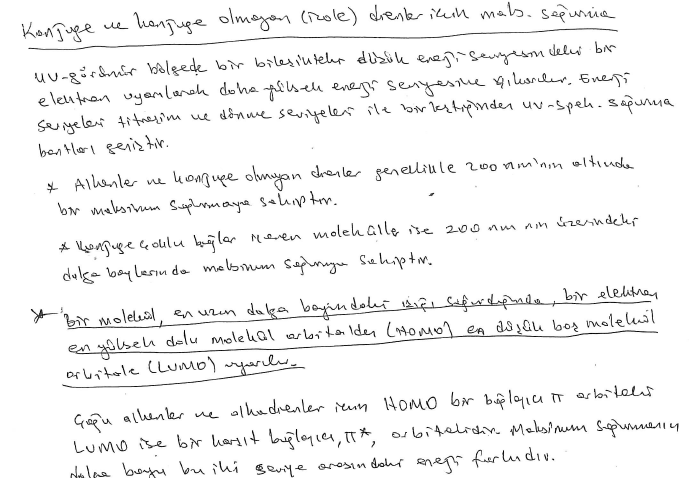 Konjuge ve konjuge olmayan (izole) dienler için maks. soğurma
UV-görünür bölgede bir bileşikteki düşük enerji seviyesindeki bir
elektron uyarılarak daha yüksek enerji seviyesine çıkarılır. Enerji
seviyeleri titreşim ve dönme seviyeleri ile birleştiğinden UV-spek. soğurma
bantları geniştir.
* Alkenler ve konjuge olmayan dienler genellikle 200 nm'nin altında
bir maksimum soğurmaya sahiptir.
* Konjuge çoklu bağlar içeren moleküller ise 200 nm nin üzerindeki
dalga boylarında maksimum soğurmaya sahiptir.
* Bir molekül, en uzun dalga boyundaki ışığı soğurduğunda, bir elektron
en yüksek dolu molekül orbitalden (HOMO) en düşük boş molekül
orbitale (LUMO) uyarılır.
Çoğu alkenler ve alkadienler için HOMO bir bağlayıcı π orbitali
LUMO ise bir karşıt bağlayıcı, π*, orbitalidir. Maksimum soğurmanın
dalga boyu bu iki seviye arasındaki enerji farkıdır.